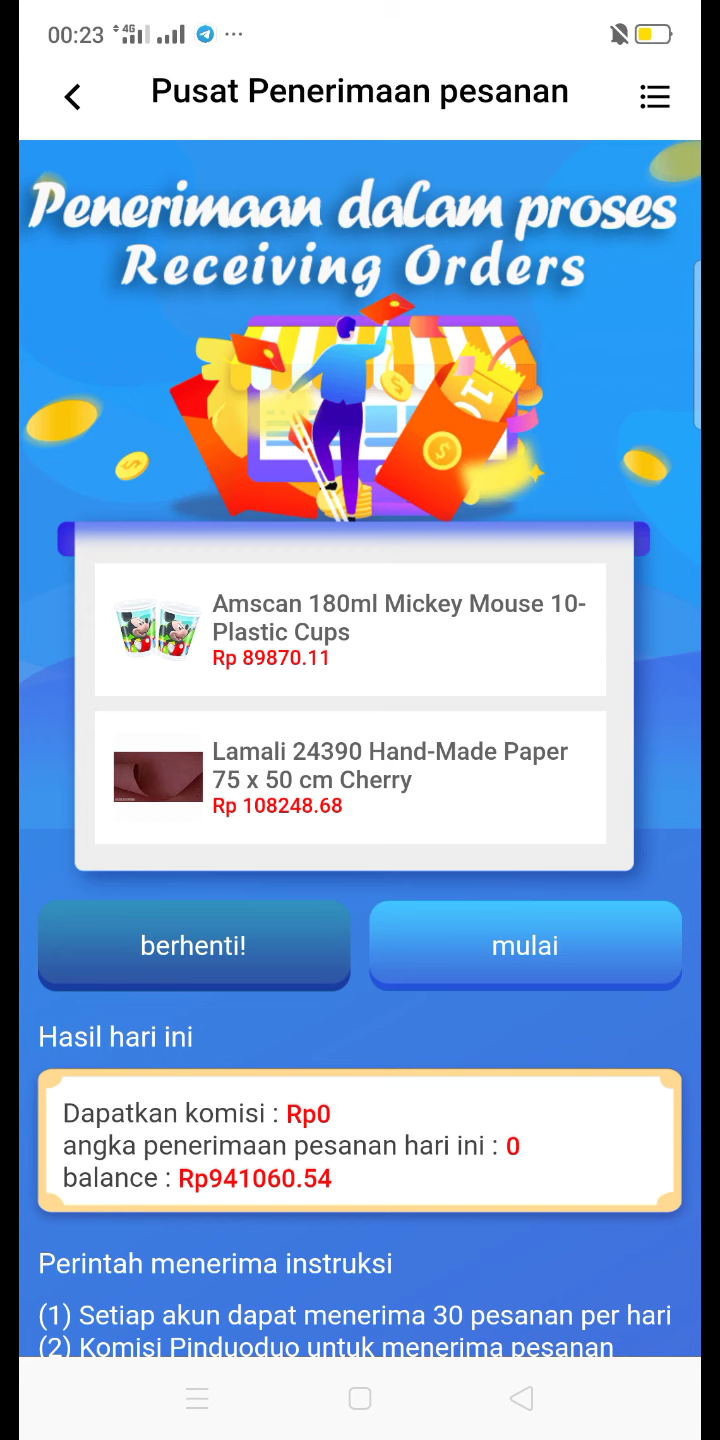 00:23 4G
Pusat Penerimaan pesanan
Penerimaan dalam proses
Receiving Orders
Amscan 180ml Mickey Mouse 10-
Plastic Cups
Rp 89870.11
Lamali 24390 Hand-Made Paper
75 x 50 cm Cherry
Rp 108248.68
berhenti!
mulai
Hasil hari ini
Dapatkan komisi : Rp0
angka penerimaan pesanan hari ini : 0
balance : Rp941060.54
Perintah menerima instruksi
(1) Setiap akun dapat menerima 30 pesanan per hari
(2) Komisi Pinduoduo untuk menerima pesanan